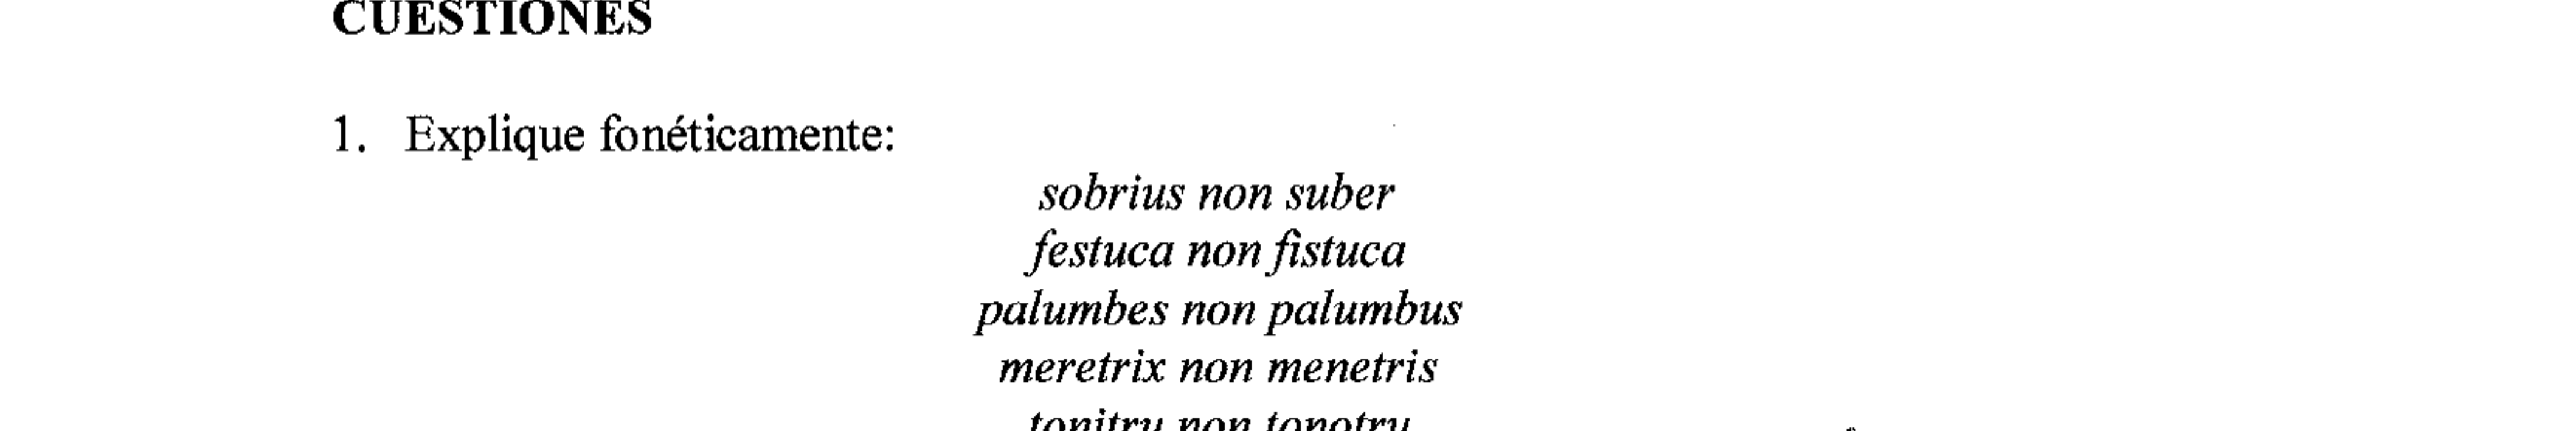 CUESTIONES
1. Explique fonéticamente:
sobrius non suber
festuca non fistuca
palumbes non palumbus
meretrix non menetris
tonitru non tonotru